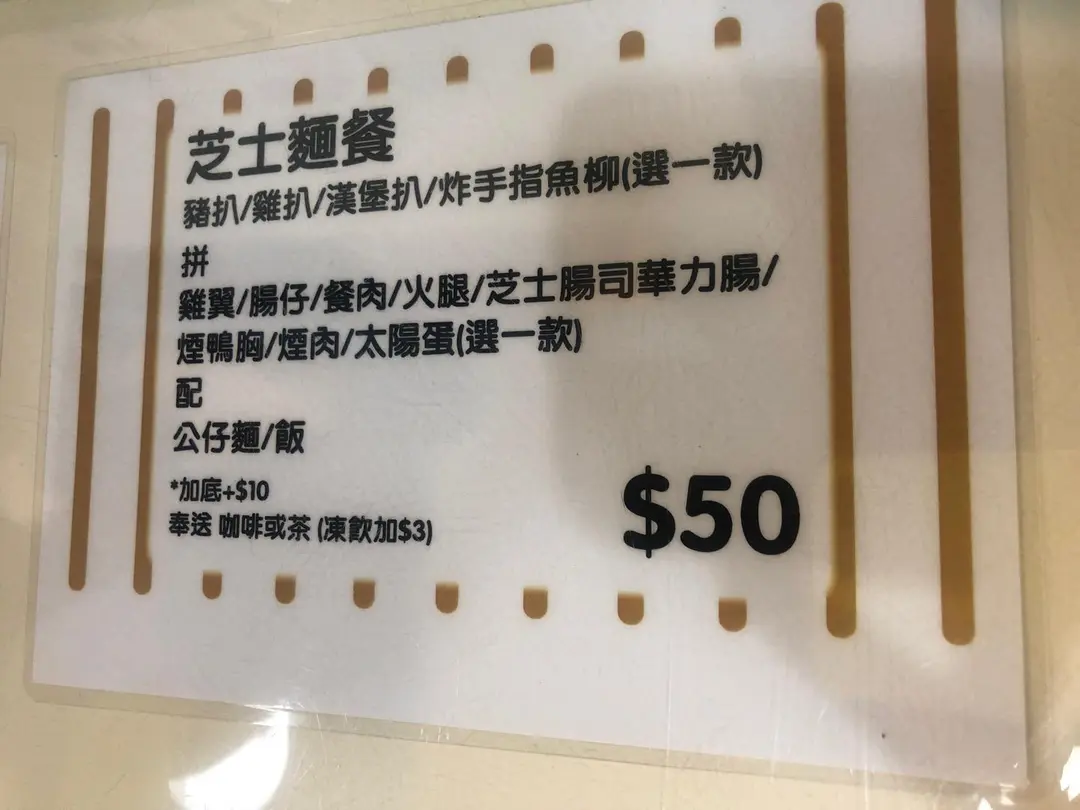 芝士麵餐
豬扒/雞扒/漢堡扒/炸手指魚柳(選一款)
拼
雞翼/腸仔/餐肉/火腿/芝士腸司華力腸/
煙鴨胸/煙肉/太陽蛋(選一款)
配
公仔麵/飯
*加底+$10
奉送 咖啡或茶 (凍飲加$3)
$50